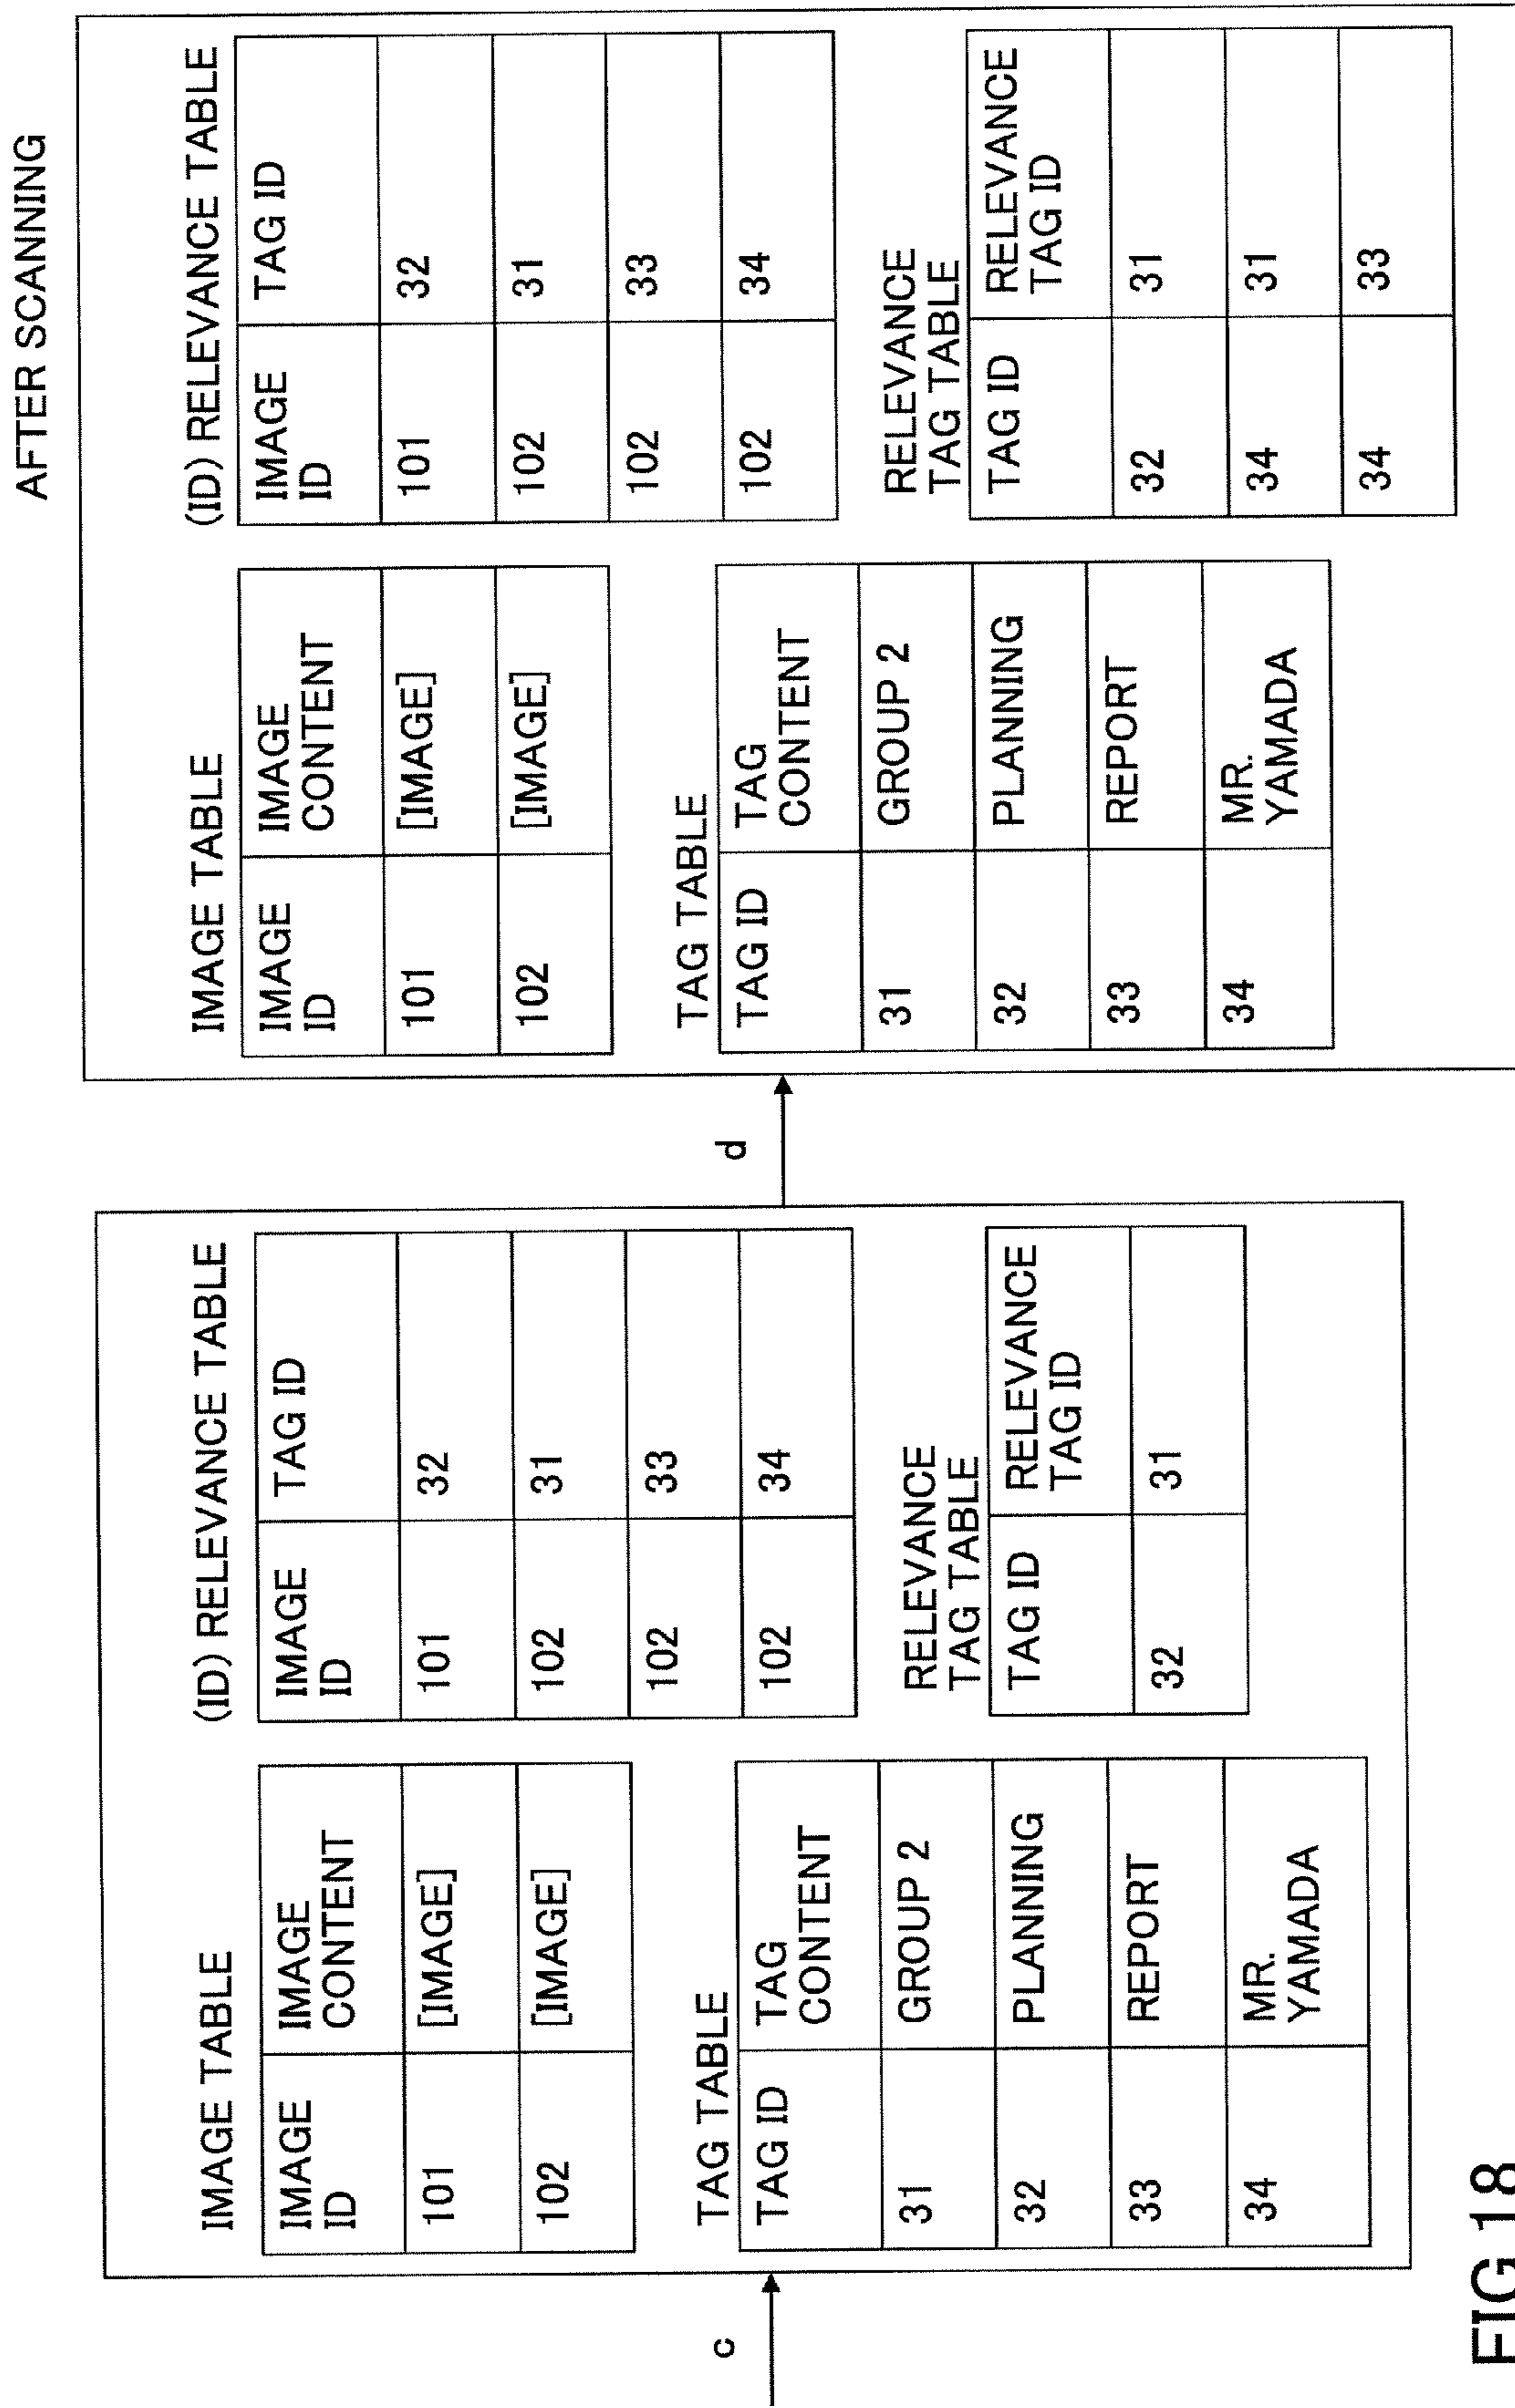 AFTER SCANNING
c
IMAGE TABLE
IMAGE ID IMAGE CONTENT
101 [IMAGE]
102 [IMAGE]
(ID) RELEVANCE TABLE
IMAGE ID TAG ID
101 32
102 31
102 33
102 34
TAG TABLE
TAG ID TAG CONTENT
31 GROUP 2
32 PLANNING
33 REPORT
34 MR. YAMADA
RELEVANCE
TAG TABLE
TAG ID RELEVANCE TAG ID
32 31
d
IMAGE TABLE
IMAGE ID IMAGE CONTENT
101 [IMAGE]
102 [IMAGE]
(ID) RELEVANCE TABLE
IMAGE ID TAG ID
101 32
102 31
102 33
102 34
TAG TABLE
TAG ID TAG CONTENT
31 GROUP 2
32 PLANNING
33 REPORT
34 MR. YAMADA
RELEVANCE
TAG TABLE
TAG ID RELEVANCE TAG ID
32 31
34 31
34 33
FIG 18